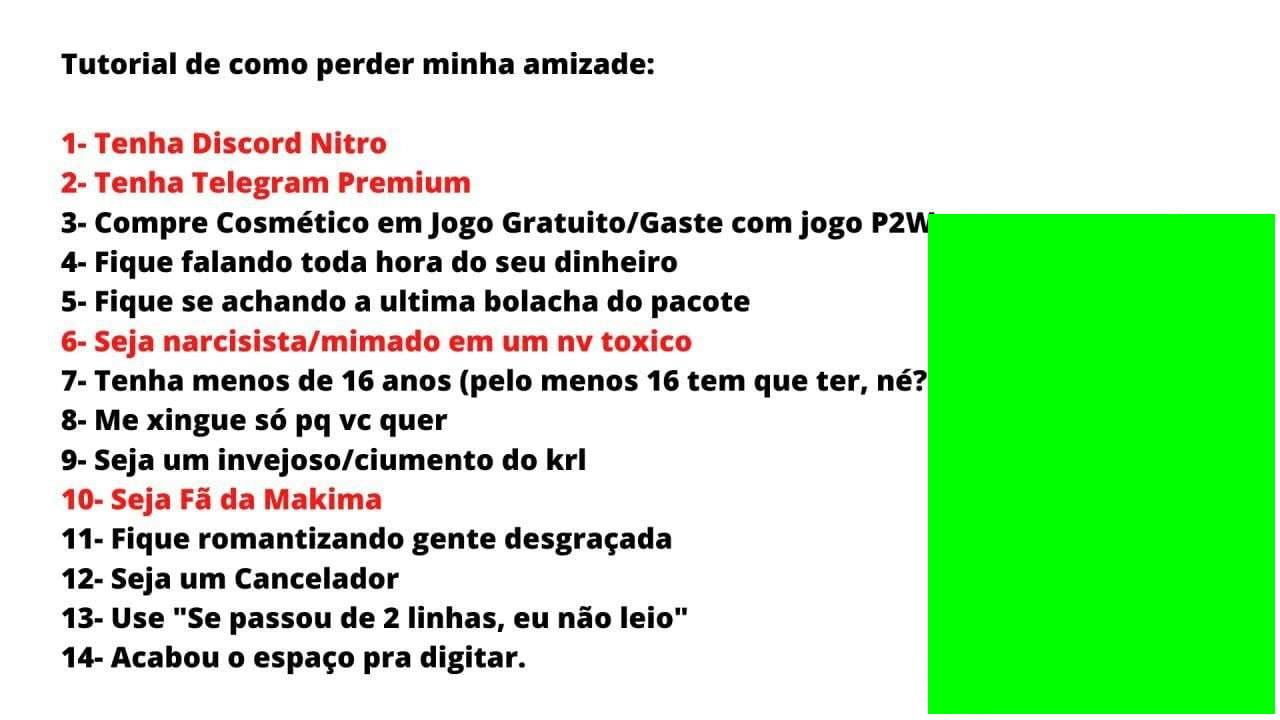 Tutorial de como perder minha amizade:
1- Tenha Discord Nitro
2- Tenha Telegram Premium
3- Compre Cosmético em Jogo Gratuito/Gaste com jogo P2W
4- Fique falando toda hora do seu dinheiro
5- Fique se achando a ultima bolacha do pacote
6- Seja narcisista/mimado em um nv toxico
7- Tenha menos de 16 anos (pelo menos 16 tem que ter, né?
8- Me xingue só pq vc quer
9- Seja um invejoso/ciumento do krl
10- Seja Fã da Makima
11- Fique romantizando gente desgraçada
12- Seja um Cancelador
13- Use "Se passou de 2 linhas, eu não leio"
14- Acabou o espaço pra digitar.